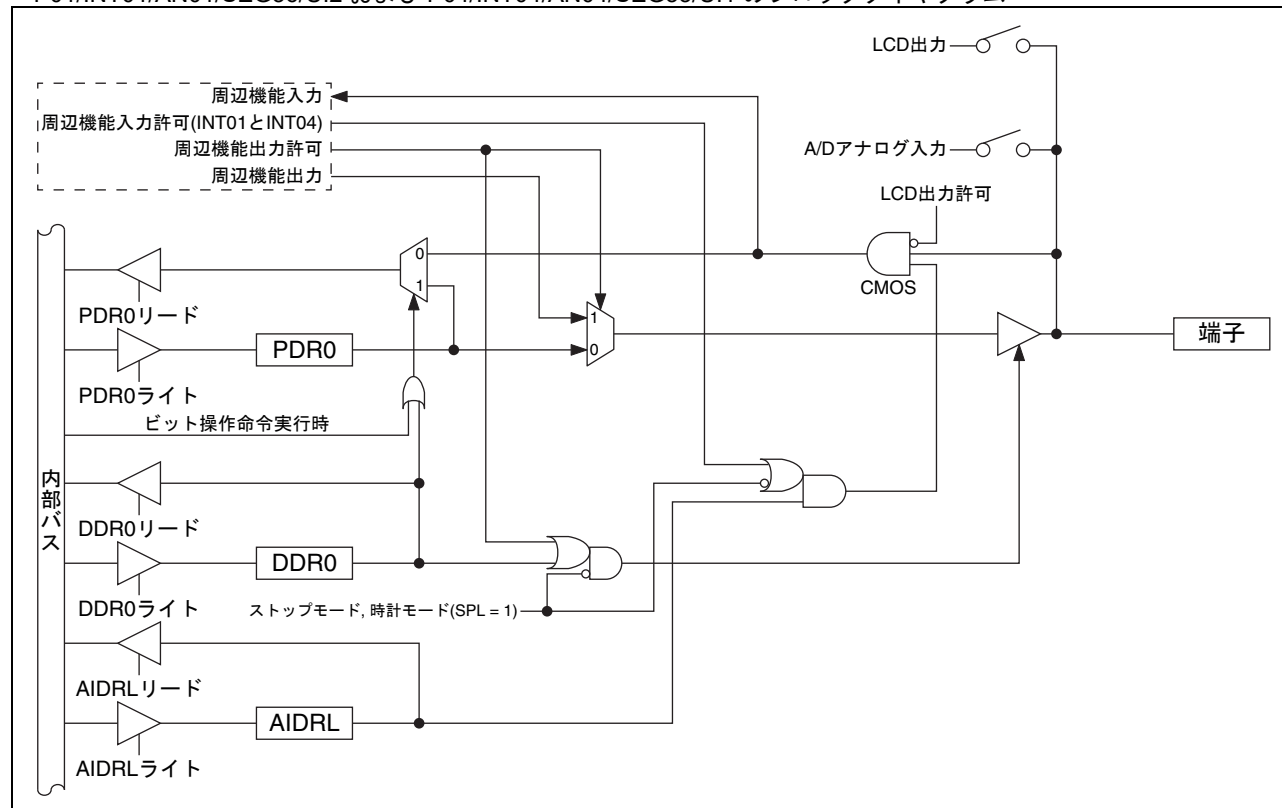 LCD出力
周辺機能入力
周辺機能入力許可(INT01とINT04)
周辺機能出力許可
周辺機能出力
A/Dアナログ入力
LCD出力許可
0
1
CMOS
PDR0リード
1
0
PDR0
端子
PDR0ライト
ビット操作命令実行時
内部バス
DDR0リード
DDR0
DDR0ライト
ストップモード, 時計モード(SPL = 1)
AIDRLリード
AIDRL
AIDRLライト